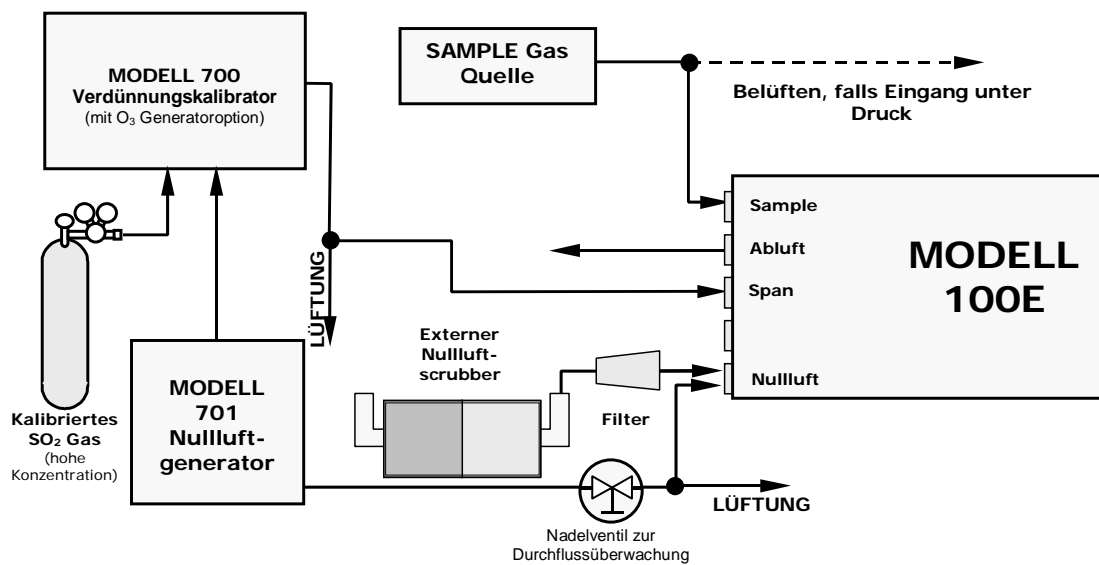 MODELL 700
Verdünnungskalibrator
(mit O₃ Generatoroption)
SAMPLE Gas
Quelle
Belüften, falls Eingang unter
Druck
Sample
Abluft
Span
Nullluft
MODELL
100E
LÜFTUNG
Externer
Nullluft-
scrubber
Filter
Kalibriertes
SO₂ Gas
(hohe
Konzentration)
MODELL
701
Nullluft-
generator
LÜFTUNG
Nadelventil zur
Durchflussüberwachung